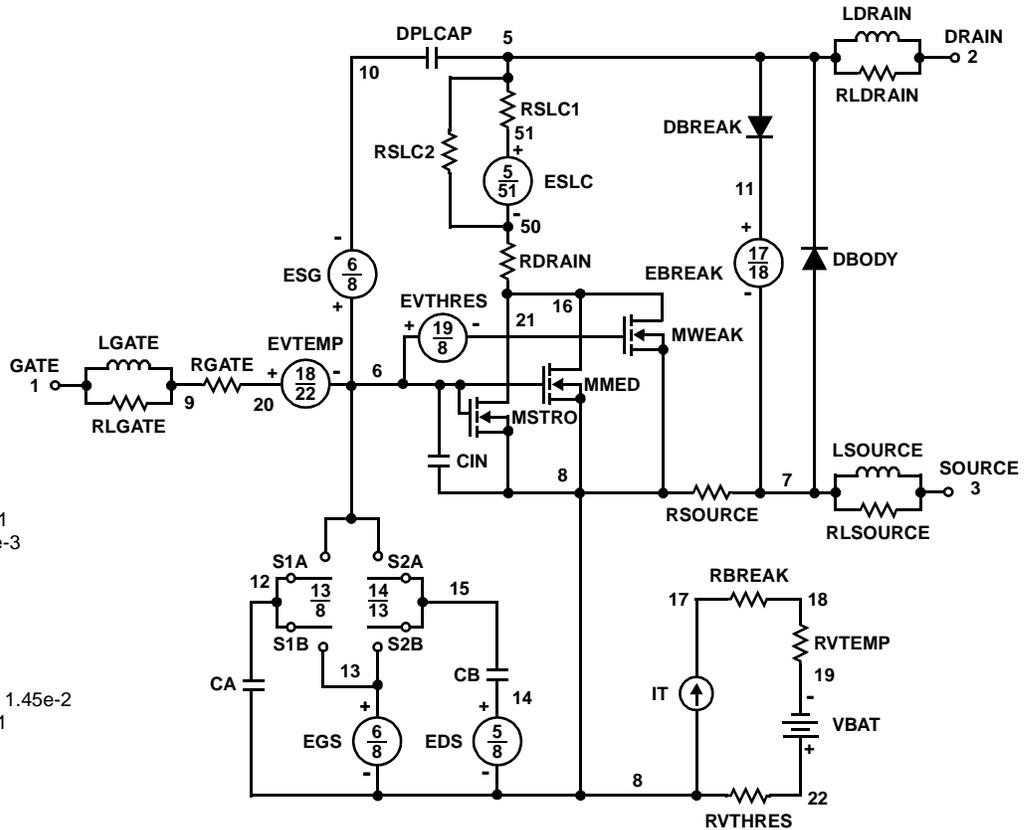 LDRAIN
DPLCAP
5
DRAIN
2
10
RLDRAIN
RSLC1
DBREAK
51
+
RSLC2
5
51
ESLC
11
-
50
+
-
17
18
DBODY
RDRAIN
6
8
ESG
EBREAK
-
EVTHRES
16
+
21
+
19
8
-
MWEAK
LGATE
EVTEMP
GATE
1
RGATE
+
18
22
-
6
MMED
9
20
MSTRO
RLGATE
LSOURCE
CIN
8
7
SOURCE
3
RSOURCE
RLSOURCE
1
e-3
S1A
S2A
RBREAK
12
13
8
14
13
15
17
18
S1B
S2B
RVTEMP
13
CB
19
CA
14
IT
-
1.45e-2
+
+
VBAT
1
EGS
6
8
EDS
5
8
+
-
-
8
22
RVTHRES